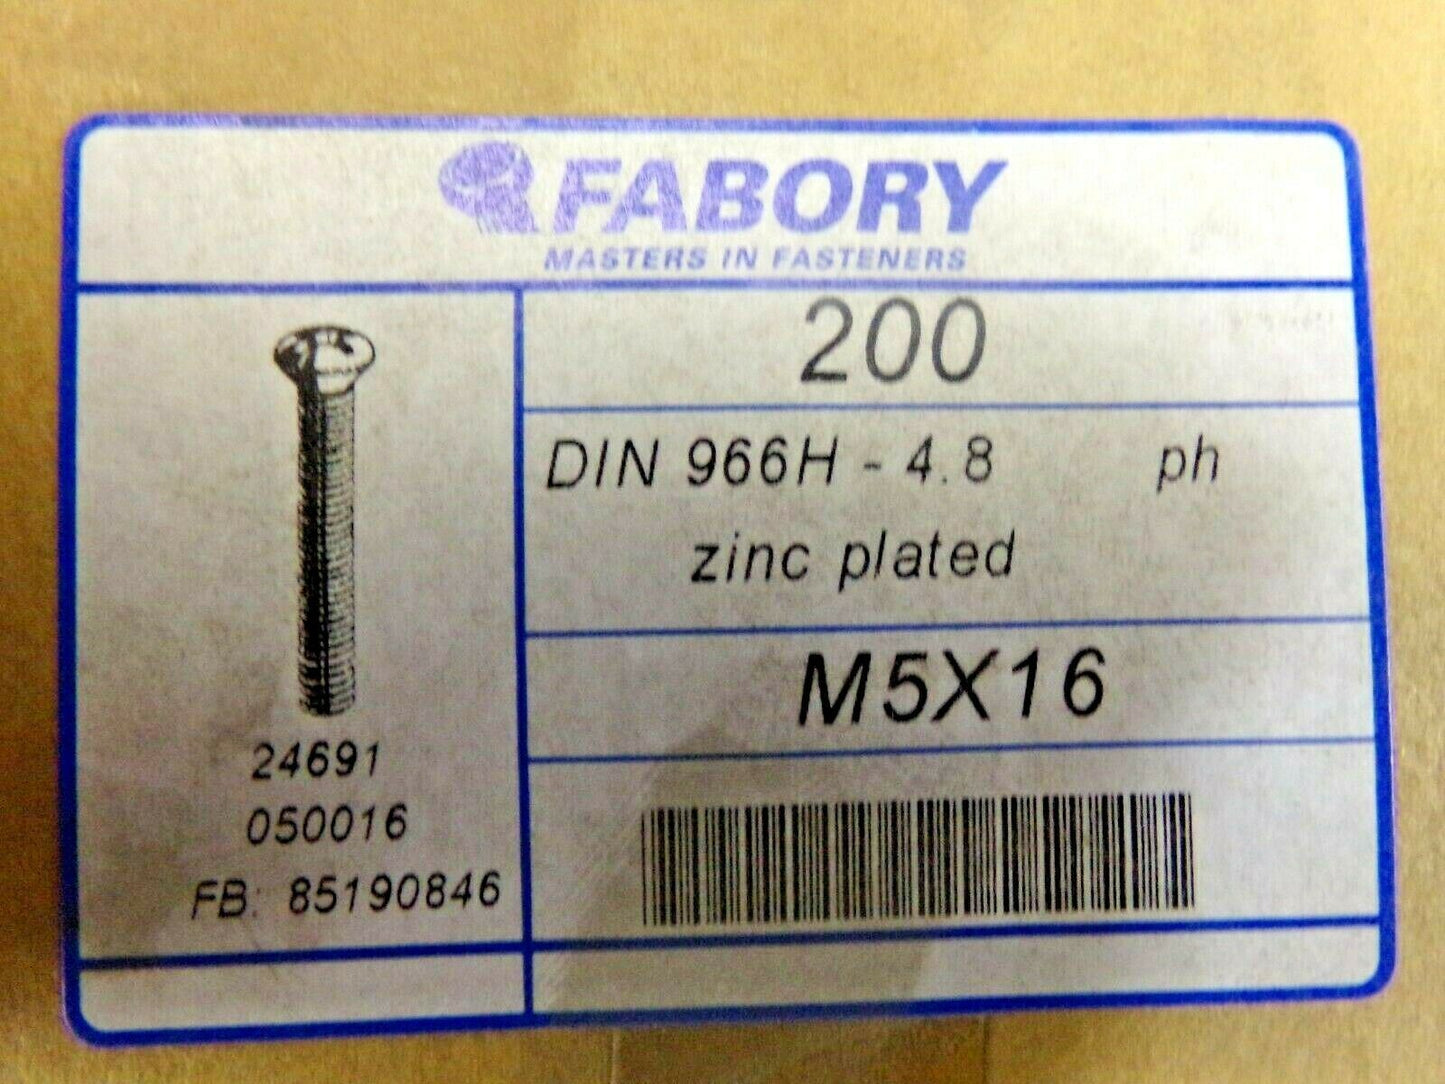 FABORY
MASTERS IN FASTENERS
200
DIN 966H - 4.8 ph
zinc plated
M5X16
24691
050016
FB: 85190846